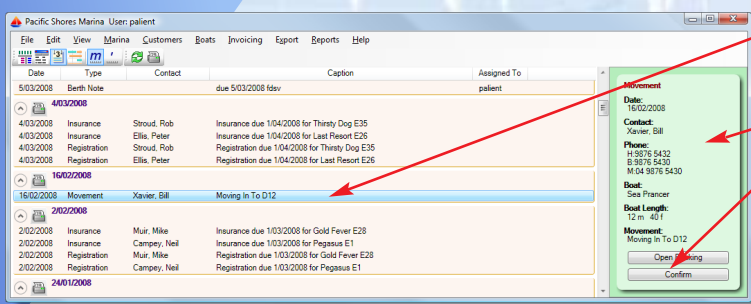 Pacific Shores Marina User: palient
File Edit View Marina Customers Boats Invoicing Export Reports Help
Date Type Contact Caption Assigned To
5/03/2008 Berth Note due 5/03/2008 fdsv palient
4/03/2008
4/03/2008 Insurance Stroud, Rob Insurance due 1/04/2008 for Thirsty Dog E35
4/03/2008 Insurance Ellis, Peter Insurance due 1/04/2008 for Last Resort E26
4/03/2008 Registration Stroud, Rob Registration due 1/04/2008 for Thirsty Dog E35
4/03/2008 Registration Ellis, Peter Registration due 1/04/2008 for Last Resort E26
16/02/2008
16/02/2008 Movement Xavier, Bill Moving In To D12
2/02/2008
2/02/2008 Insurance Muir, Mike Insurance due 1/03/2008 for Gold Fever E28
2/02/2008 Insurance Campey, Neil Insurance due 1/03/2008 for Pegasus E1
2/02/2008 Registration Muir, Mike Registration due 1/03/2008 for Gold Fever E28
2/02/2008 Registration Campey, Neil Registration due 1/03/2008 for Pegasus E1
24/01/2008
Movement
Date:
16/02/2008
Contact:
Xavier, Bill
Phone:
H:9876 5432
B:9876 5430
M:04 9876 5430
Boat:
Sea Prancer
Boat Length:
12 m 40 f
Movement:
Moving In To D12
Open
Confirm